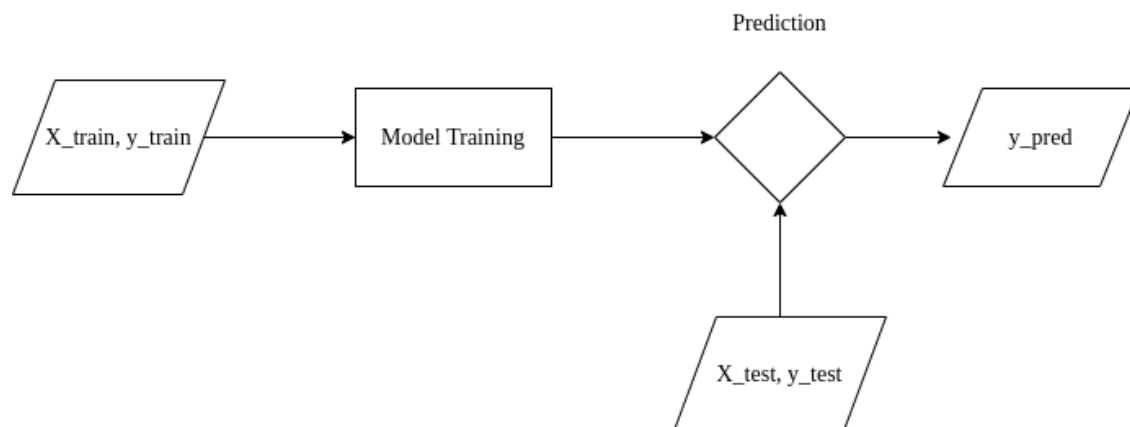 Prediction
X_train, y_train
Model Training
y_pred
X_test, y_test